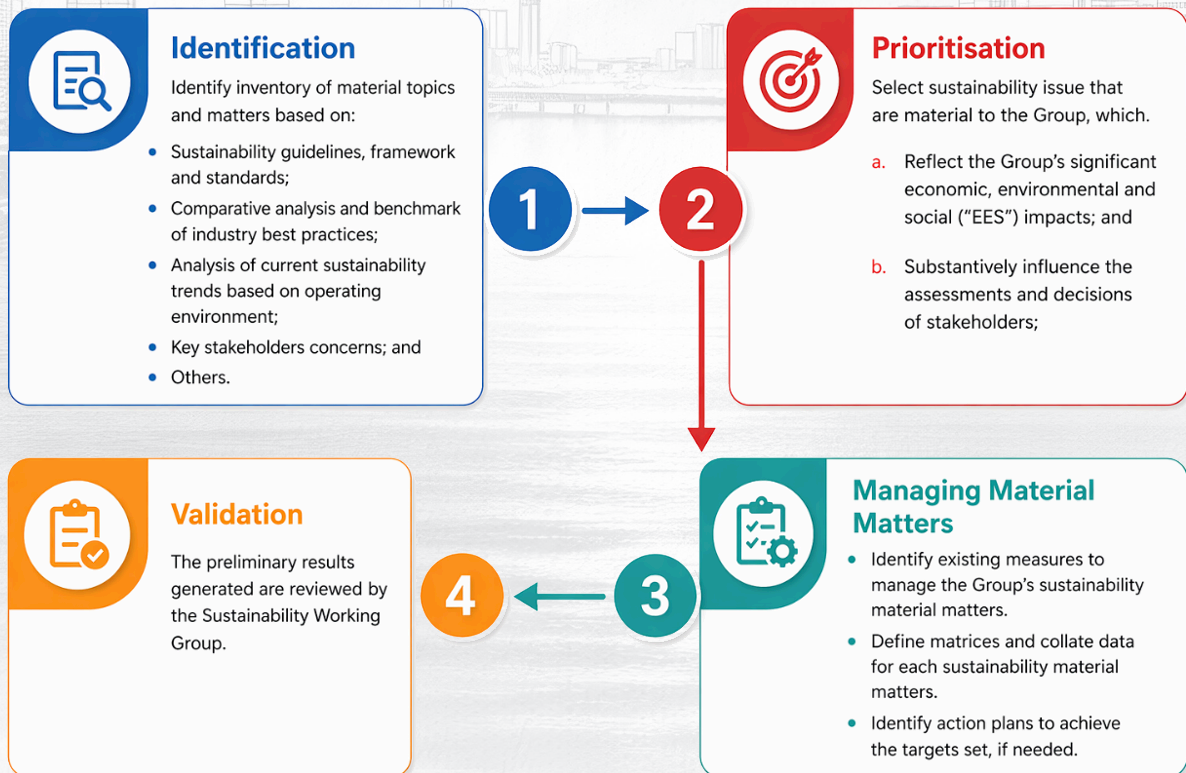 Identification
Identify inventory of material topics
and matters based on:
• Sustainability guidelines, framework
and standards;
• Comparative analysis and benchmark
of industry best practices;
• Analysis of current sustainability
trends based on operating
environment;
• Key stakeholders concerns; and
• Others.
1
2
Prioritisation
Select sustainability issue that
are material to the Group, which.
a. Reflect the Group’s significant
economic, environmental and
social (“EES”) impacts; and
b. Substantively influence the
assessments and decisions
of stakeholders;
3
Managing Material
Matters
• Identify existing measures to
manage the Group’s sustainability
material matters.
• Define matrices and collate data
for each sustainability material
matters.
• Identify action plans to achieve
the targets set, if needed.
4
Validation
The preliminary results
generated are reviewed by
the Sustainability Working
Group.